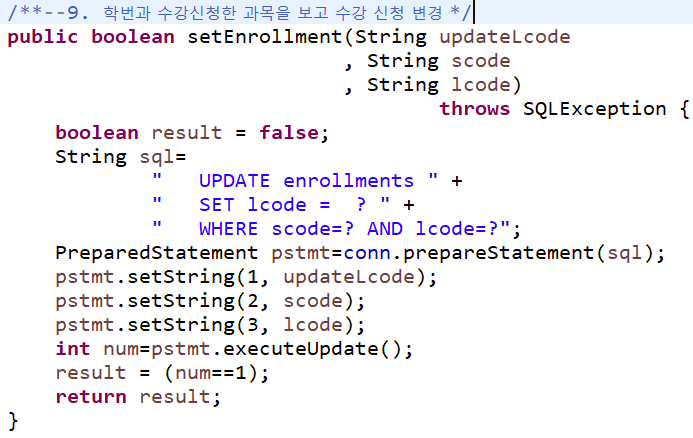 /**--9. 학번과 수강신청한 과목을 보고 수강 신청 변경 */
public boolean setEnrollment(String updateLcode
                            , String scode
                            , String lcode)
                                    throws SQLException {
    boolean result = false;
    String sql=
            "   UPDATE enrollments " +
            "   SET lcode =  ? " +
            "   WHERE scode=? AND lcode=?";
    PreparedStatement pstmt=conn.prepareStatement(sql);
    pstmt.setString(1, updateLcode);
    pstmt.setString(2, scode);
    pstmt.setString(3, lcode);
    int num=pstmt.executeUpdate();
    result = (num==1);
    return result;
}